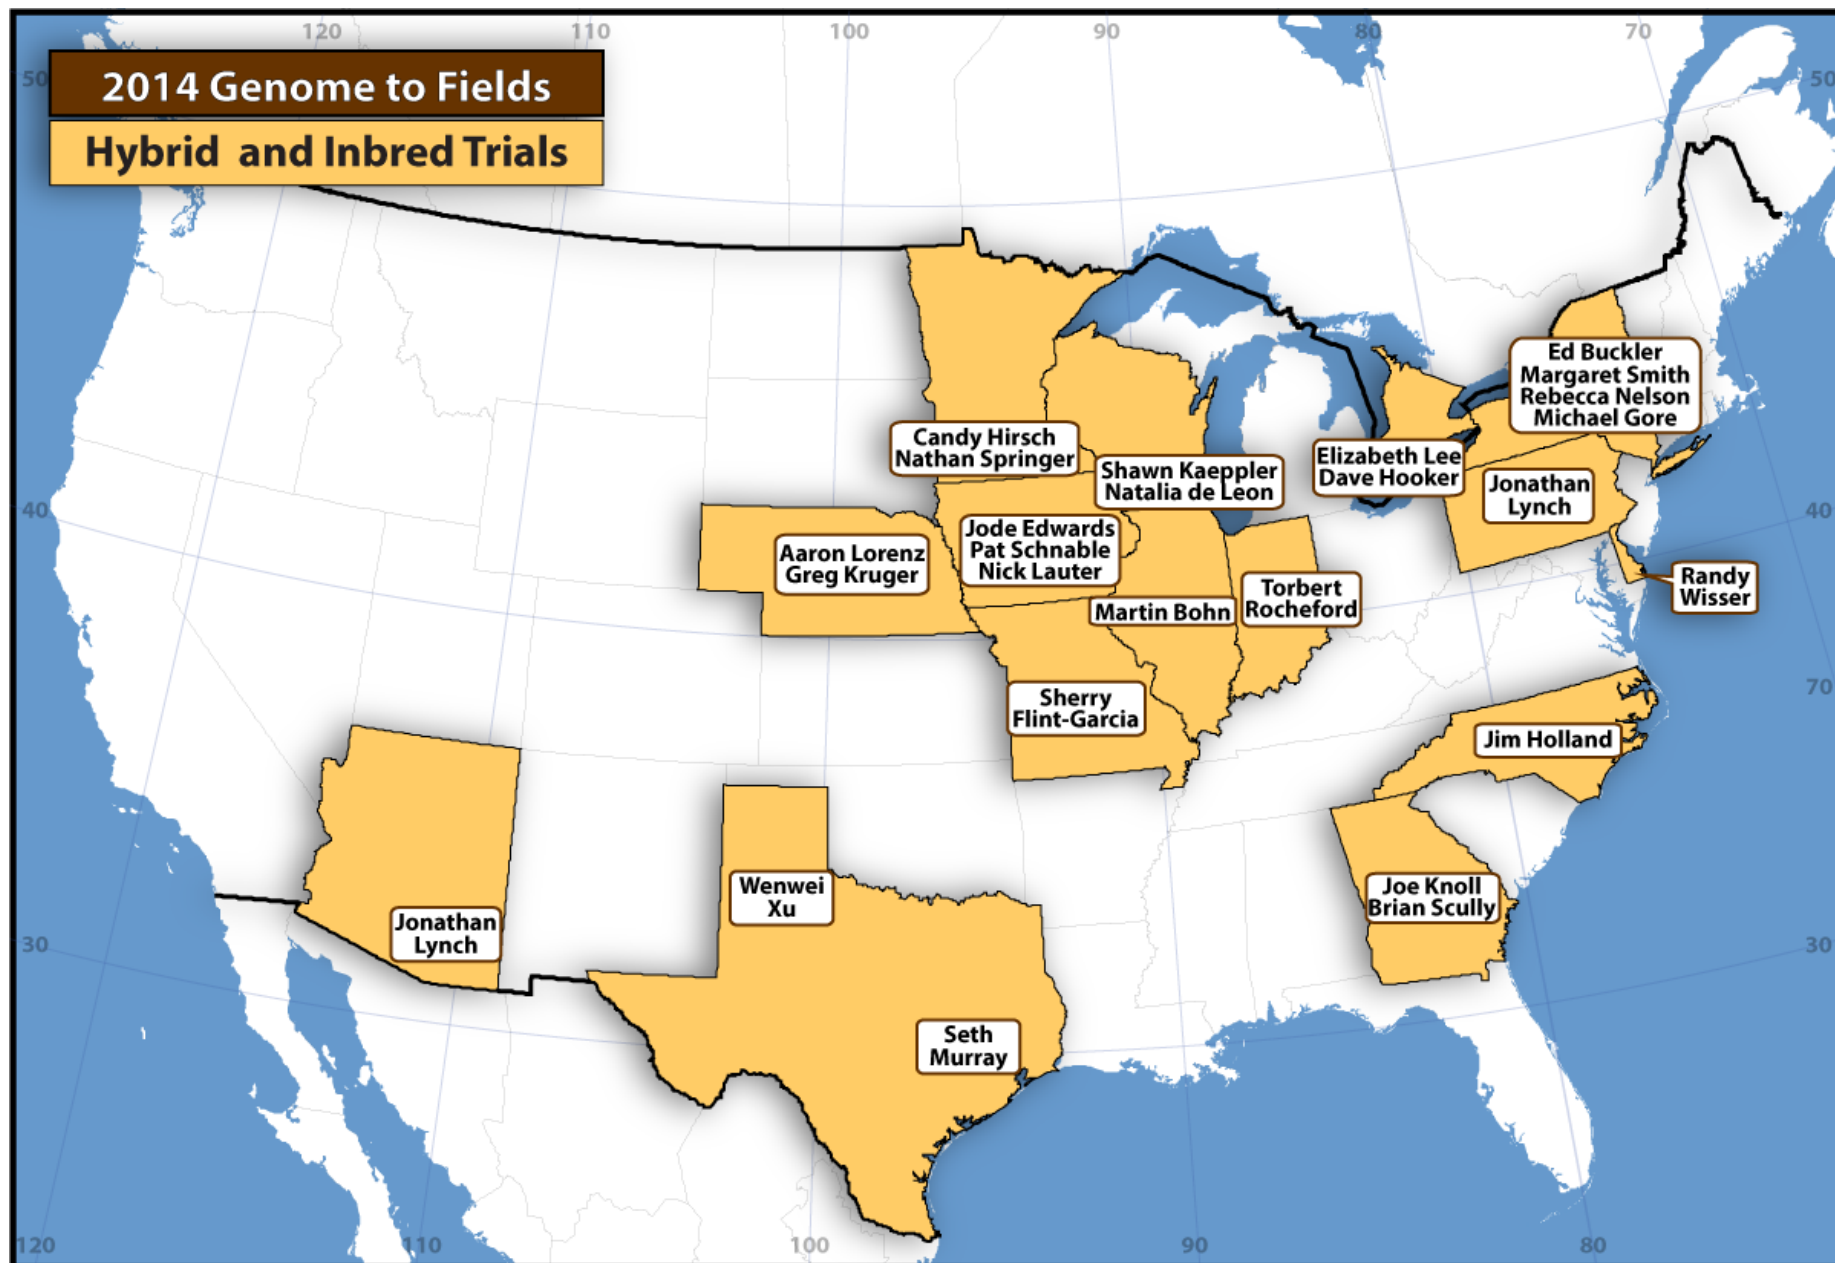 120
110
100
90
80
70
50
50
2014 Genome to Fields
Hybrid and Inbred Trials
Ed Buckler
Margaret Smith
Rebecca Nelson
Michael Gore
Candy Hirsch
Nathan Springer
Shawn Kaeppler
Natalia de Leon
Elizabeth Lee
Dave Hooker
Jonathan
Lynch
40
40
Aaron Lorenz
Greg Kruger
Jode Edwards
Pat Schnable
Nick Lauter
Martin Bohn
Torbert
Rocheford
Randy
Wisser
Sherry
Flint-Garcia
70
Jim Holland
Wenwei
Xu
Joe Knoll
Brian Scully
Jonathan
Lynch
30
30
Seth
Murray
120
110
100
90
80